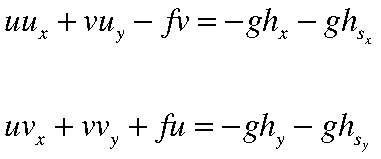 uu_x + vu_y − fv = −gh_x − gh_{s_x}
uv_x + vv_y + fu = −gh_y − gh_{s_y}